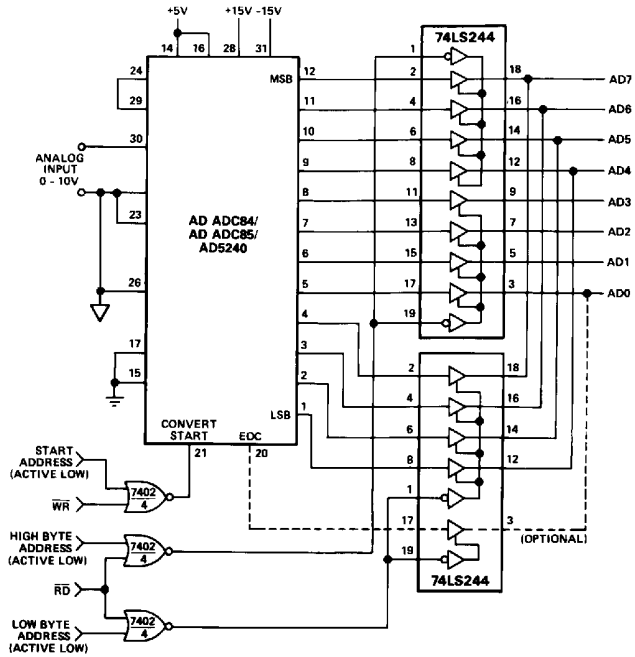 +5V +15V -15V
14 16 28 31
74LS244
24 MSB 12 1 2 18 AD7
29 11 4 16 AD6
30 10 6 14 AD5
ANALOG
INPUT
0 - 10V
9 8 12 AD4
8 11 9 AD3
23
AD ADC84/
AD ADC85/
AD5240
7 13 7 AD2
6 15 5 AD1
26 5 17 3 AD0
4 19
17 3 2 18
15 2 4 16
LSB 1 6 14
CONVERT
START
EOC
21 20
8 12
1
START
ADDRESS
(ACTIVE LOW)
7402
4
WR
17 3
(OPTIONAL)
HIGH BYTE
ADDRESS
(ACTIVE LOW)
7402
4
19
RD
74LS244
LOW BYTE
ADDRESS
(ACTIVE LOW)
7402
4